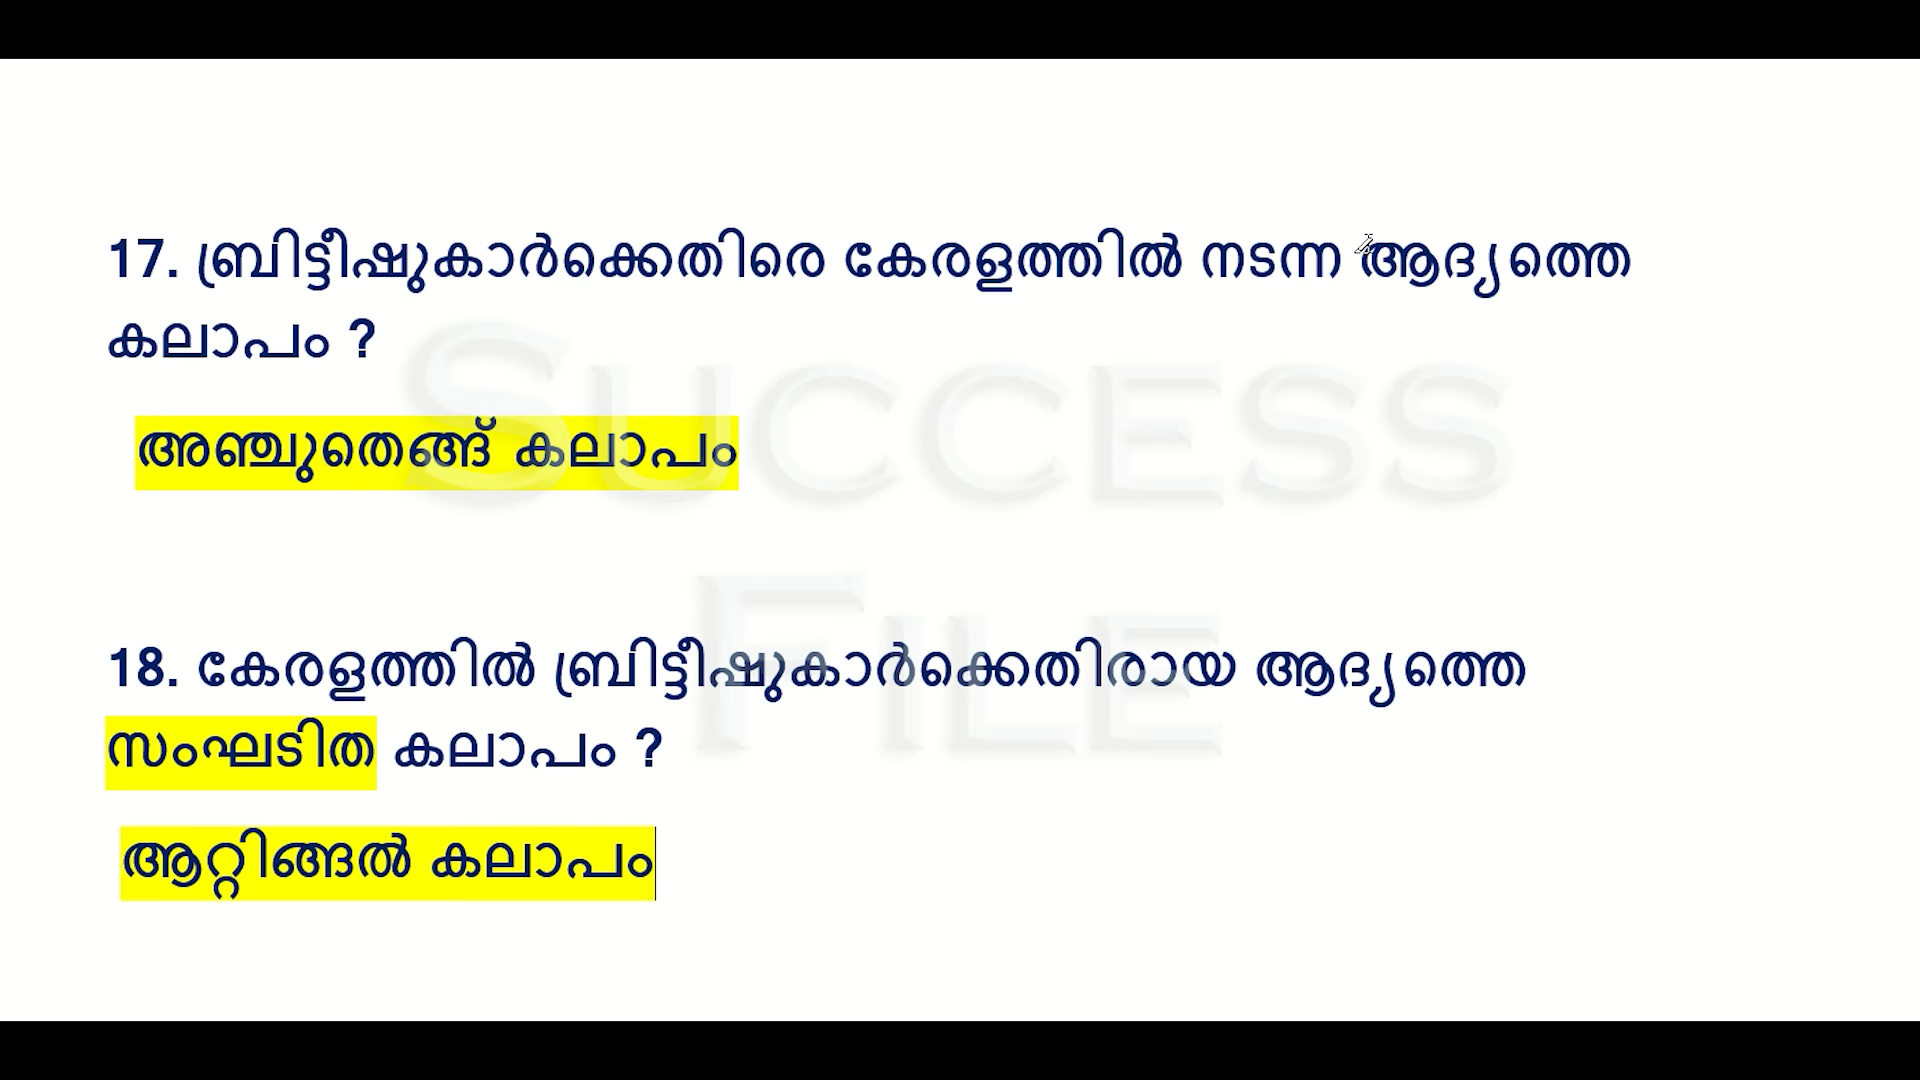 17. ബ്രിട്ടീഷുകാർക്കെതിരെ കേരളത്തിൽ നടന്ന ആദ്യത്തെ
കലാപം ?
അഞ്ചുതെങ്ങ് കലാപം
SUCCESS
FILE
18. കേരളത്തിൽ ബ്രിട്ടീഷുകാർക്കെതിരായ ആദ്യത്തെ
സംഘടിത കലാപം ?
ആറ്റിങ്ങൽ കലാപം